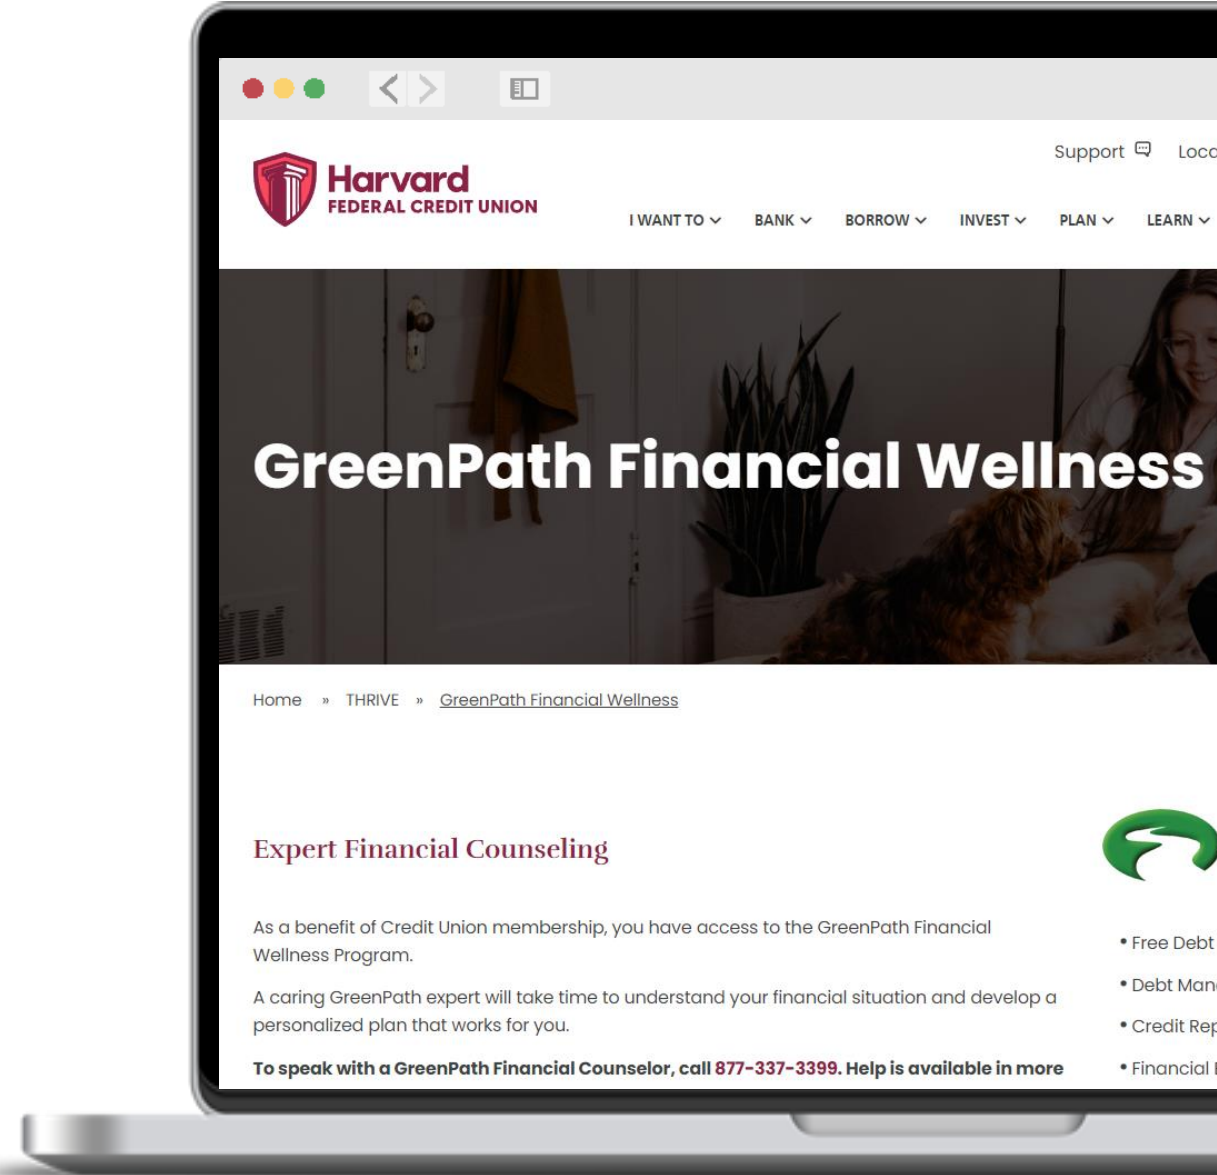 Support
Harvard
FEDERAL CREDIT UNION
I WANT TO
BANK
BORROW
INVEST
PLAN
LEARN
GreenPath Financial Wellness
Home » THRIVE » GreenPath Financial Wellness
Expert Financial Counseling
As a benefit of Credit Union membership, you have access to the GreenPath Financial
Wellness Program.
A caring GreenPath expert will take time to understand your financial situation and develop a
personalized plan that works for you.
To speak with a GreenPath Financial Counselor, call 877-337-3399. Help is available in more
• Free Debt
• Debt
• Credit
• Financial